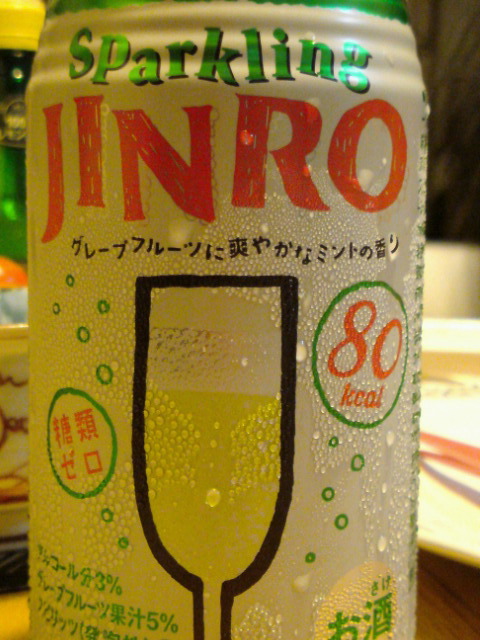 Sparkling
JINRO
グレープフルーツに爽やかなミントの香り
80
kcal
糖類
ゼロ
アルコール分3%
グレープフルーツ果汁5%
さけ
お酒